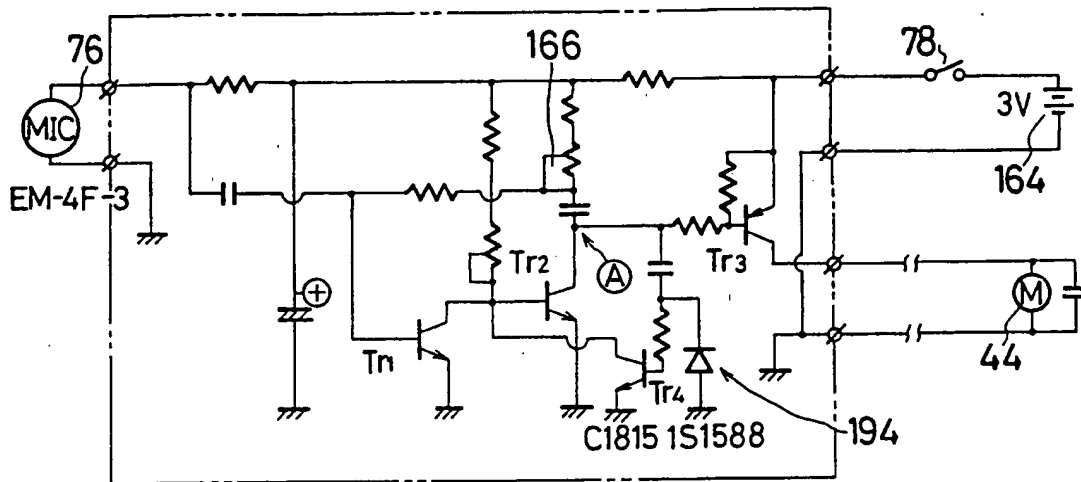 76
166
78
MIC
3V
164
EM-4F-3
+
Tr2
A
Tr3
M
44
Tr1
Tr4
C1815 1S1588
194